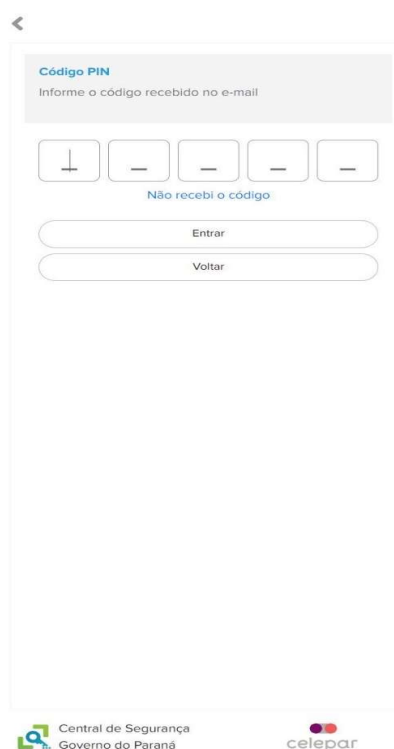 Código PIN
Informe o código recebido no e-mail
Não recebi o código
Entrar
Voltar
Central de Segurança
Governo do Paraná
celepar